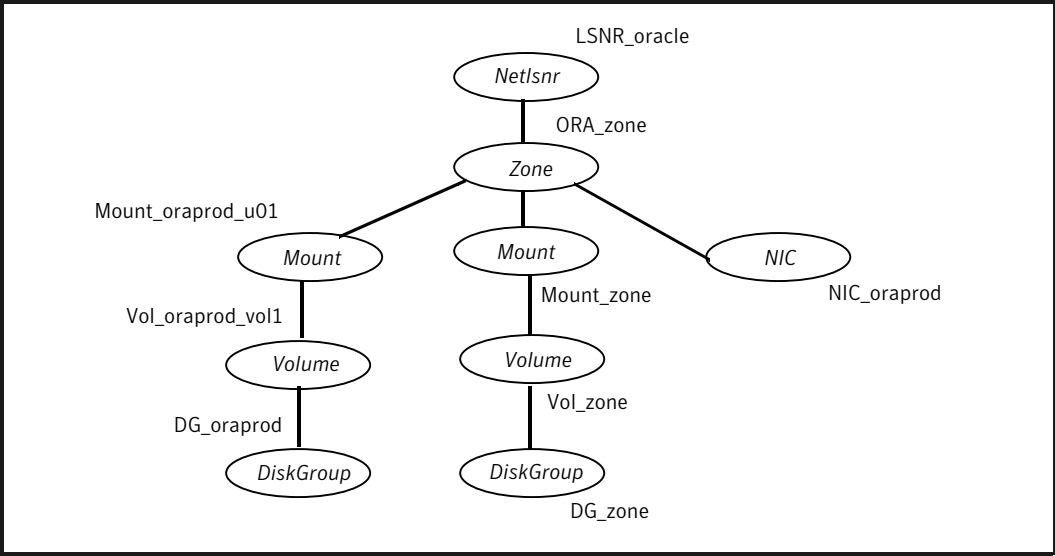 LSNR_oracle
Netlsnr
ORA_zone
Zone
Mount_oraprod_u01
Mount
Mount
NIC
Mount_zone
NIC_oraprod
Vol_oraprod_vol1
Volume
Volume
Vol_zone
DG_oraprod
DiskGroup
DiskGroup
DG_zone